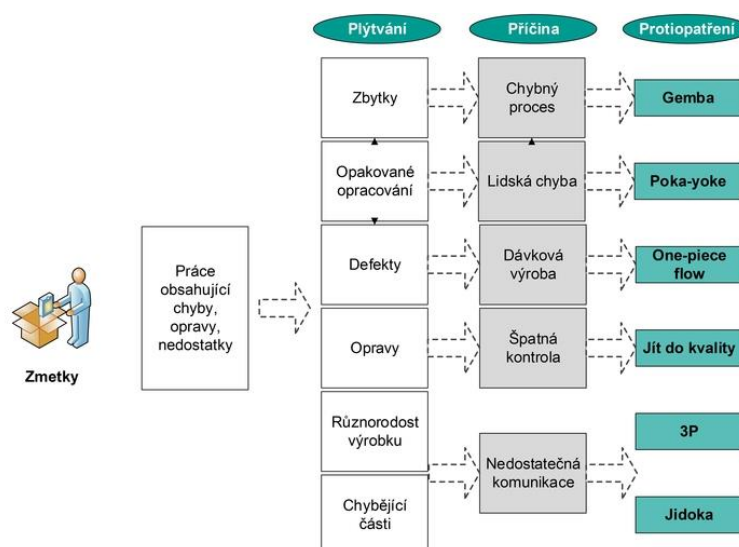 Plýtvání
Příčina
Protiopatření
Zbytky
Chybný
proces
Gemba
Opakované
opracování
Lidská chyba
Poka-yoke
Práce
obsahující
chyby,
opravy,
nedostatky
Zmetky
Defekty
Dávková
výroba
One-piece
flow
Opravy
Špatná
kontrola
Jít do kvality
Různorodost
výrobku
Chybějící
části
Nedostatečná
komunikace
3P
Jidoka